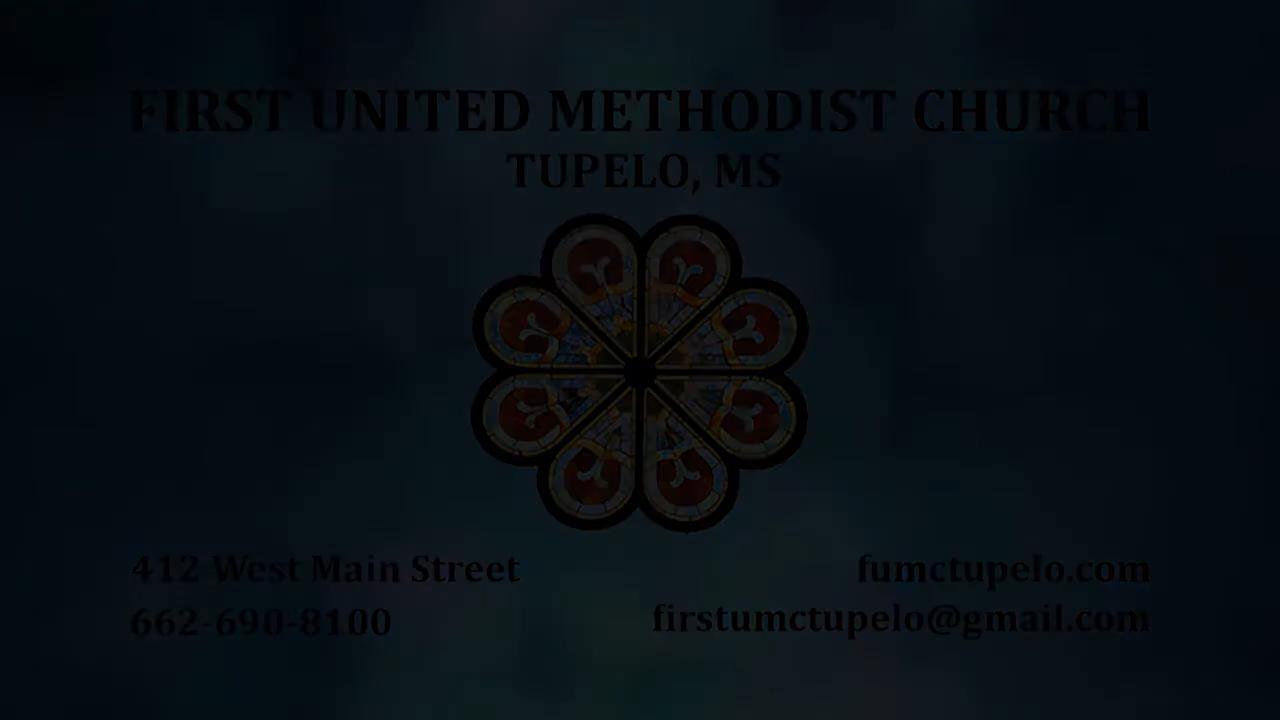 FIRST UNITED METHODIST CHURCH
TUPELO, MS
412 West Main Street
662-690-8100
fumctupelo.com
firstumctupelo@gmail.com